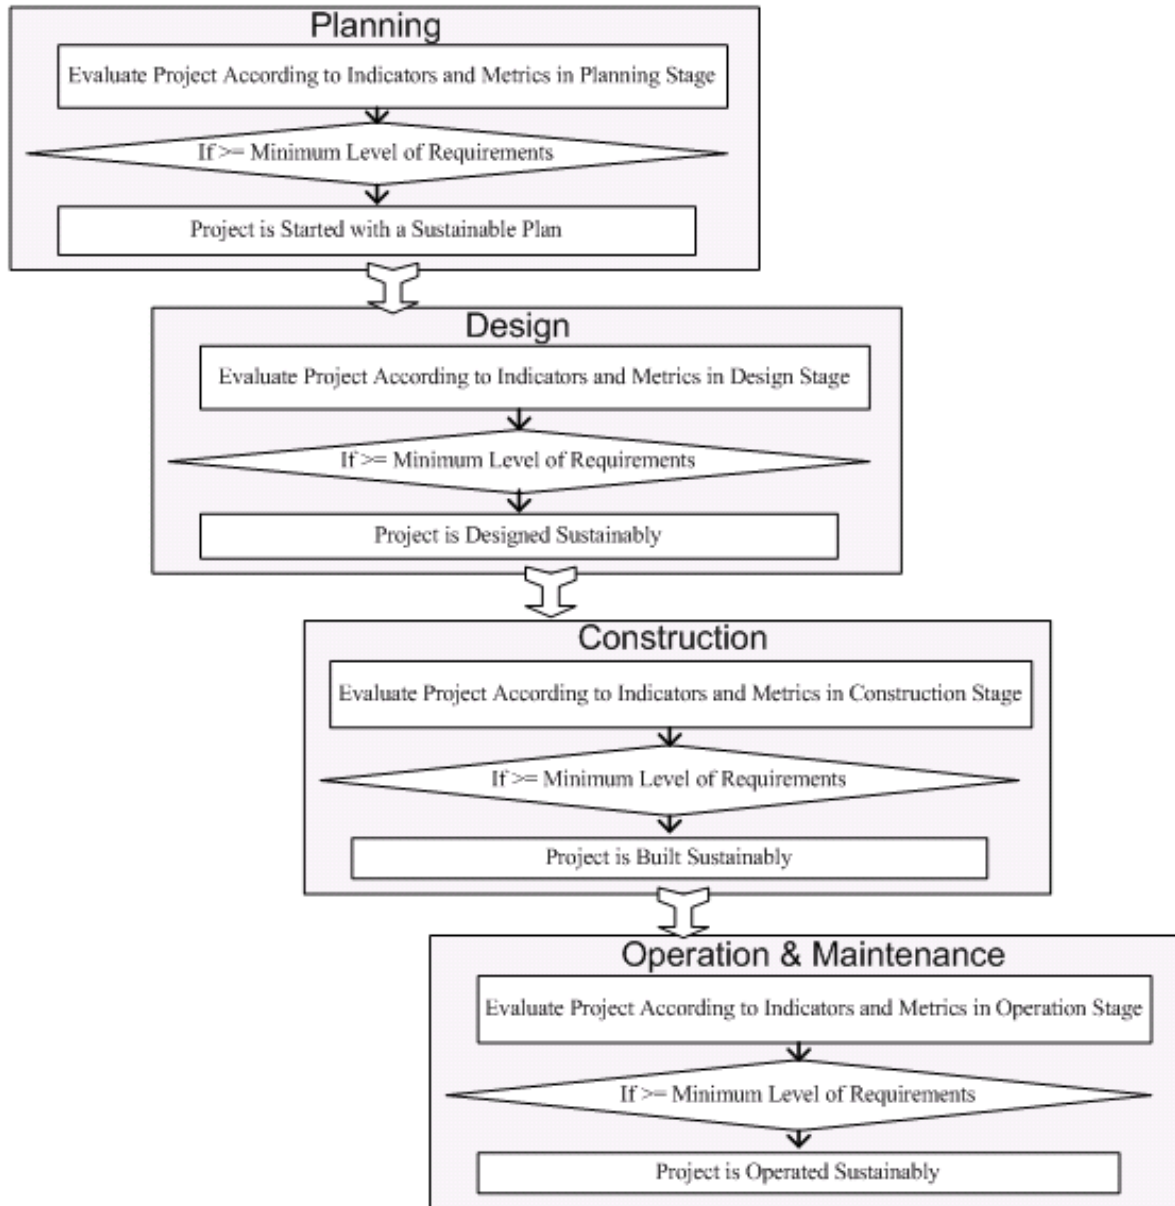 Planning
Evaluate Project According to Indicators and Metrics in Planning Stage
If >= Minimum Level of Requirements
Project is Started with a Sustainable Plan
Design
Evaluate Project According to Indicators and Metrics in Design Stage
If >= Minimum Level of Requirements
Project is Designed Sustainably
Construction
Evaluate Project According to Indicators and Metrics in Construction Stage
If >= Minimum Level of Requirements
Project is Built Sustainably
Operation & Maintenance
Evaluate Project According to Indicators and Metrics in Operation Stage
If >= Minimum Level of Requirements
Project is Operated Sustainably